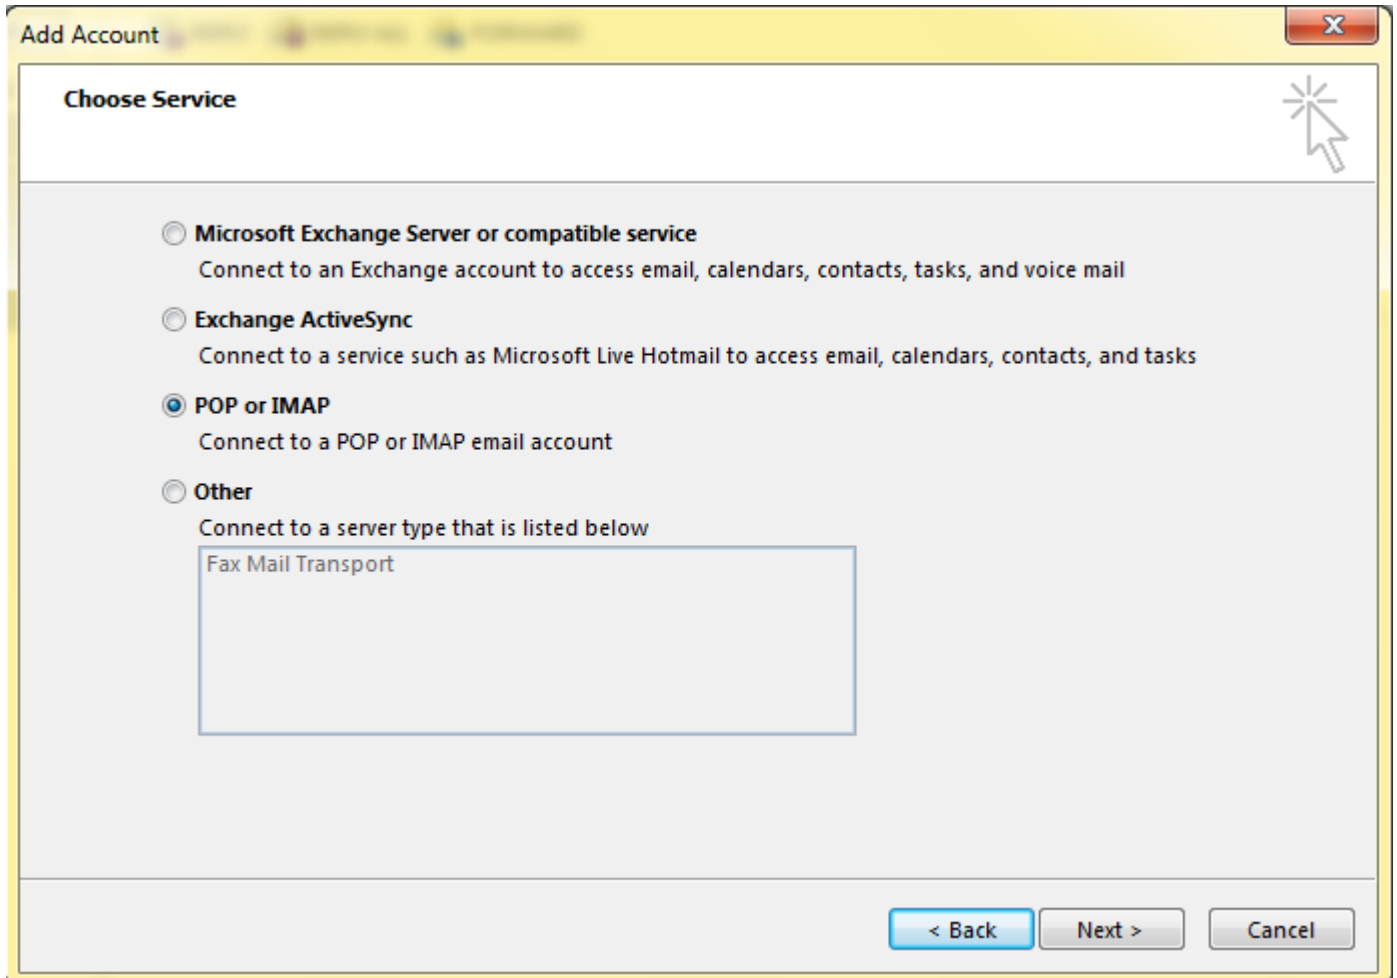 Add Account
Choose Service
Microsoft Exchange Server or compatible service
Connect to an Exchange account to access email, calendars, contacts, tasks, and voice mail
Exchange ActiveSync
Connect to a service such as Microsoft Live Hotmail to access email, calendars, contacts, and tasks
POP or IMAP
Connect to a POP or IMAP email account
Other
Connect to a server type that is listed below
Fax Mail Transport
< Back Next > Cancel